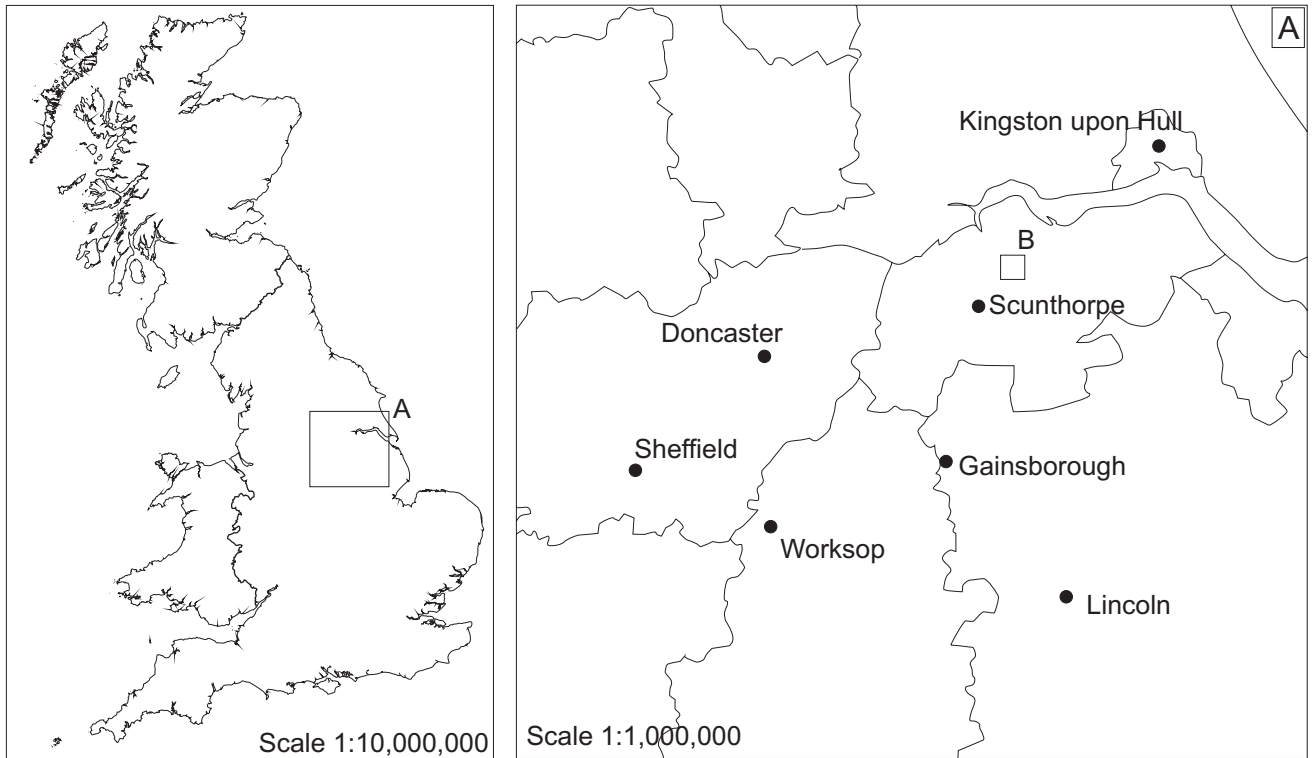 A
Scale 1:10,000,000
A
Kingston upon Hull
B
Scunthorpe
Doncaster
Sheffield
Gainsborough
Worksop
Lincoln
Scale 1:1,000,000